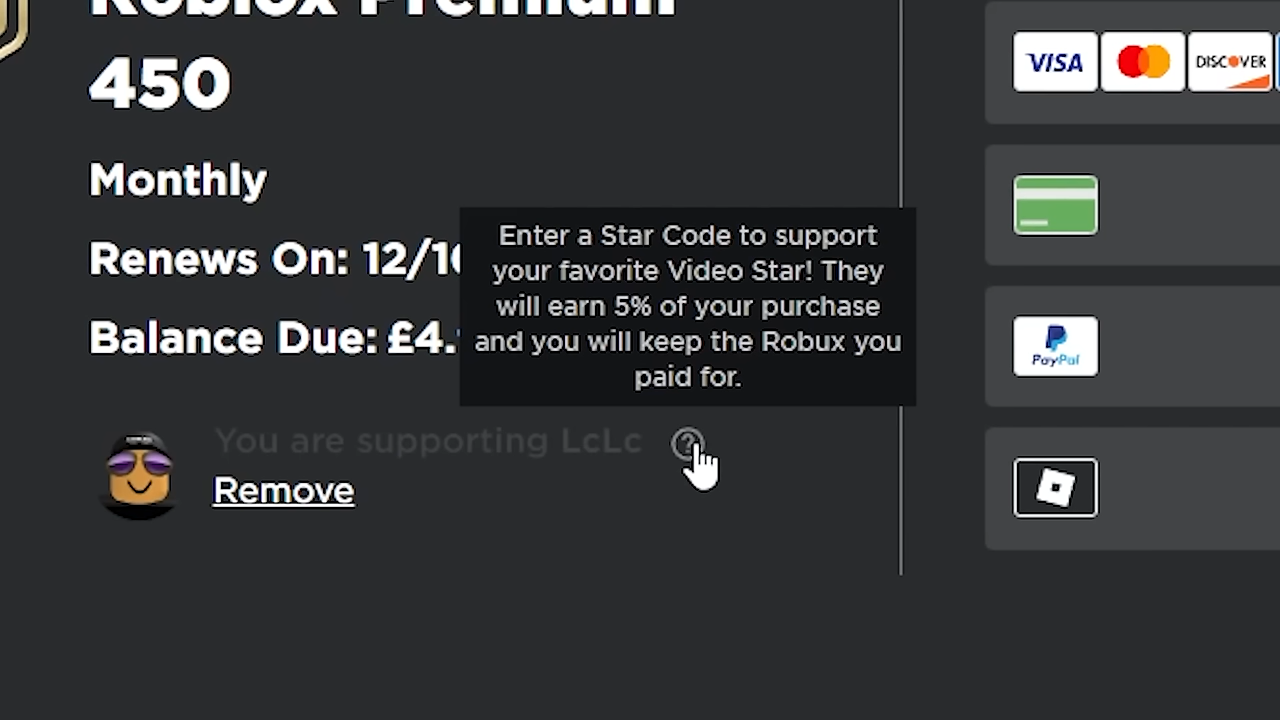 Roblox Premium
450
Monthly
Renews On: 12/1
Balance Due: £4.
Enter a Star Code to support
your favorite Video Star! They
will earn 5% of your purchase
and you will keep the Robux you
paid for.
You are supporting LcLc
?
Remove
VISA
DISCOVER
PayPal